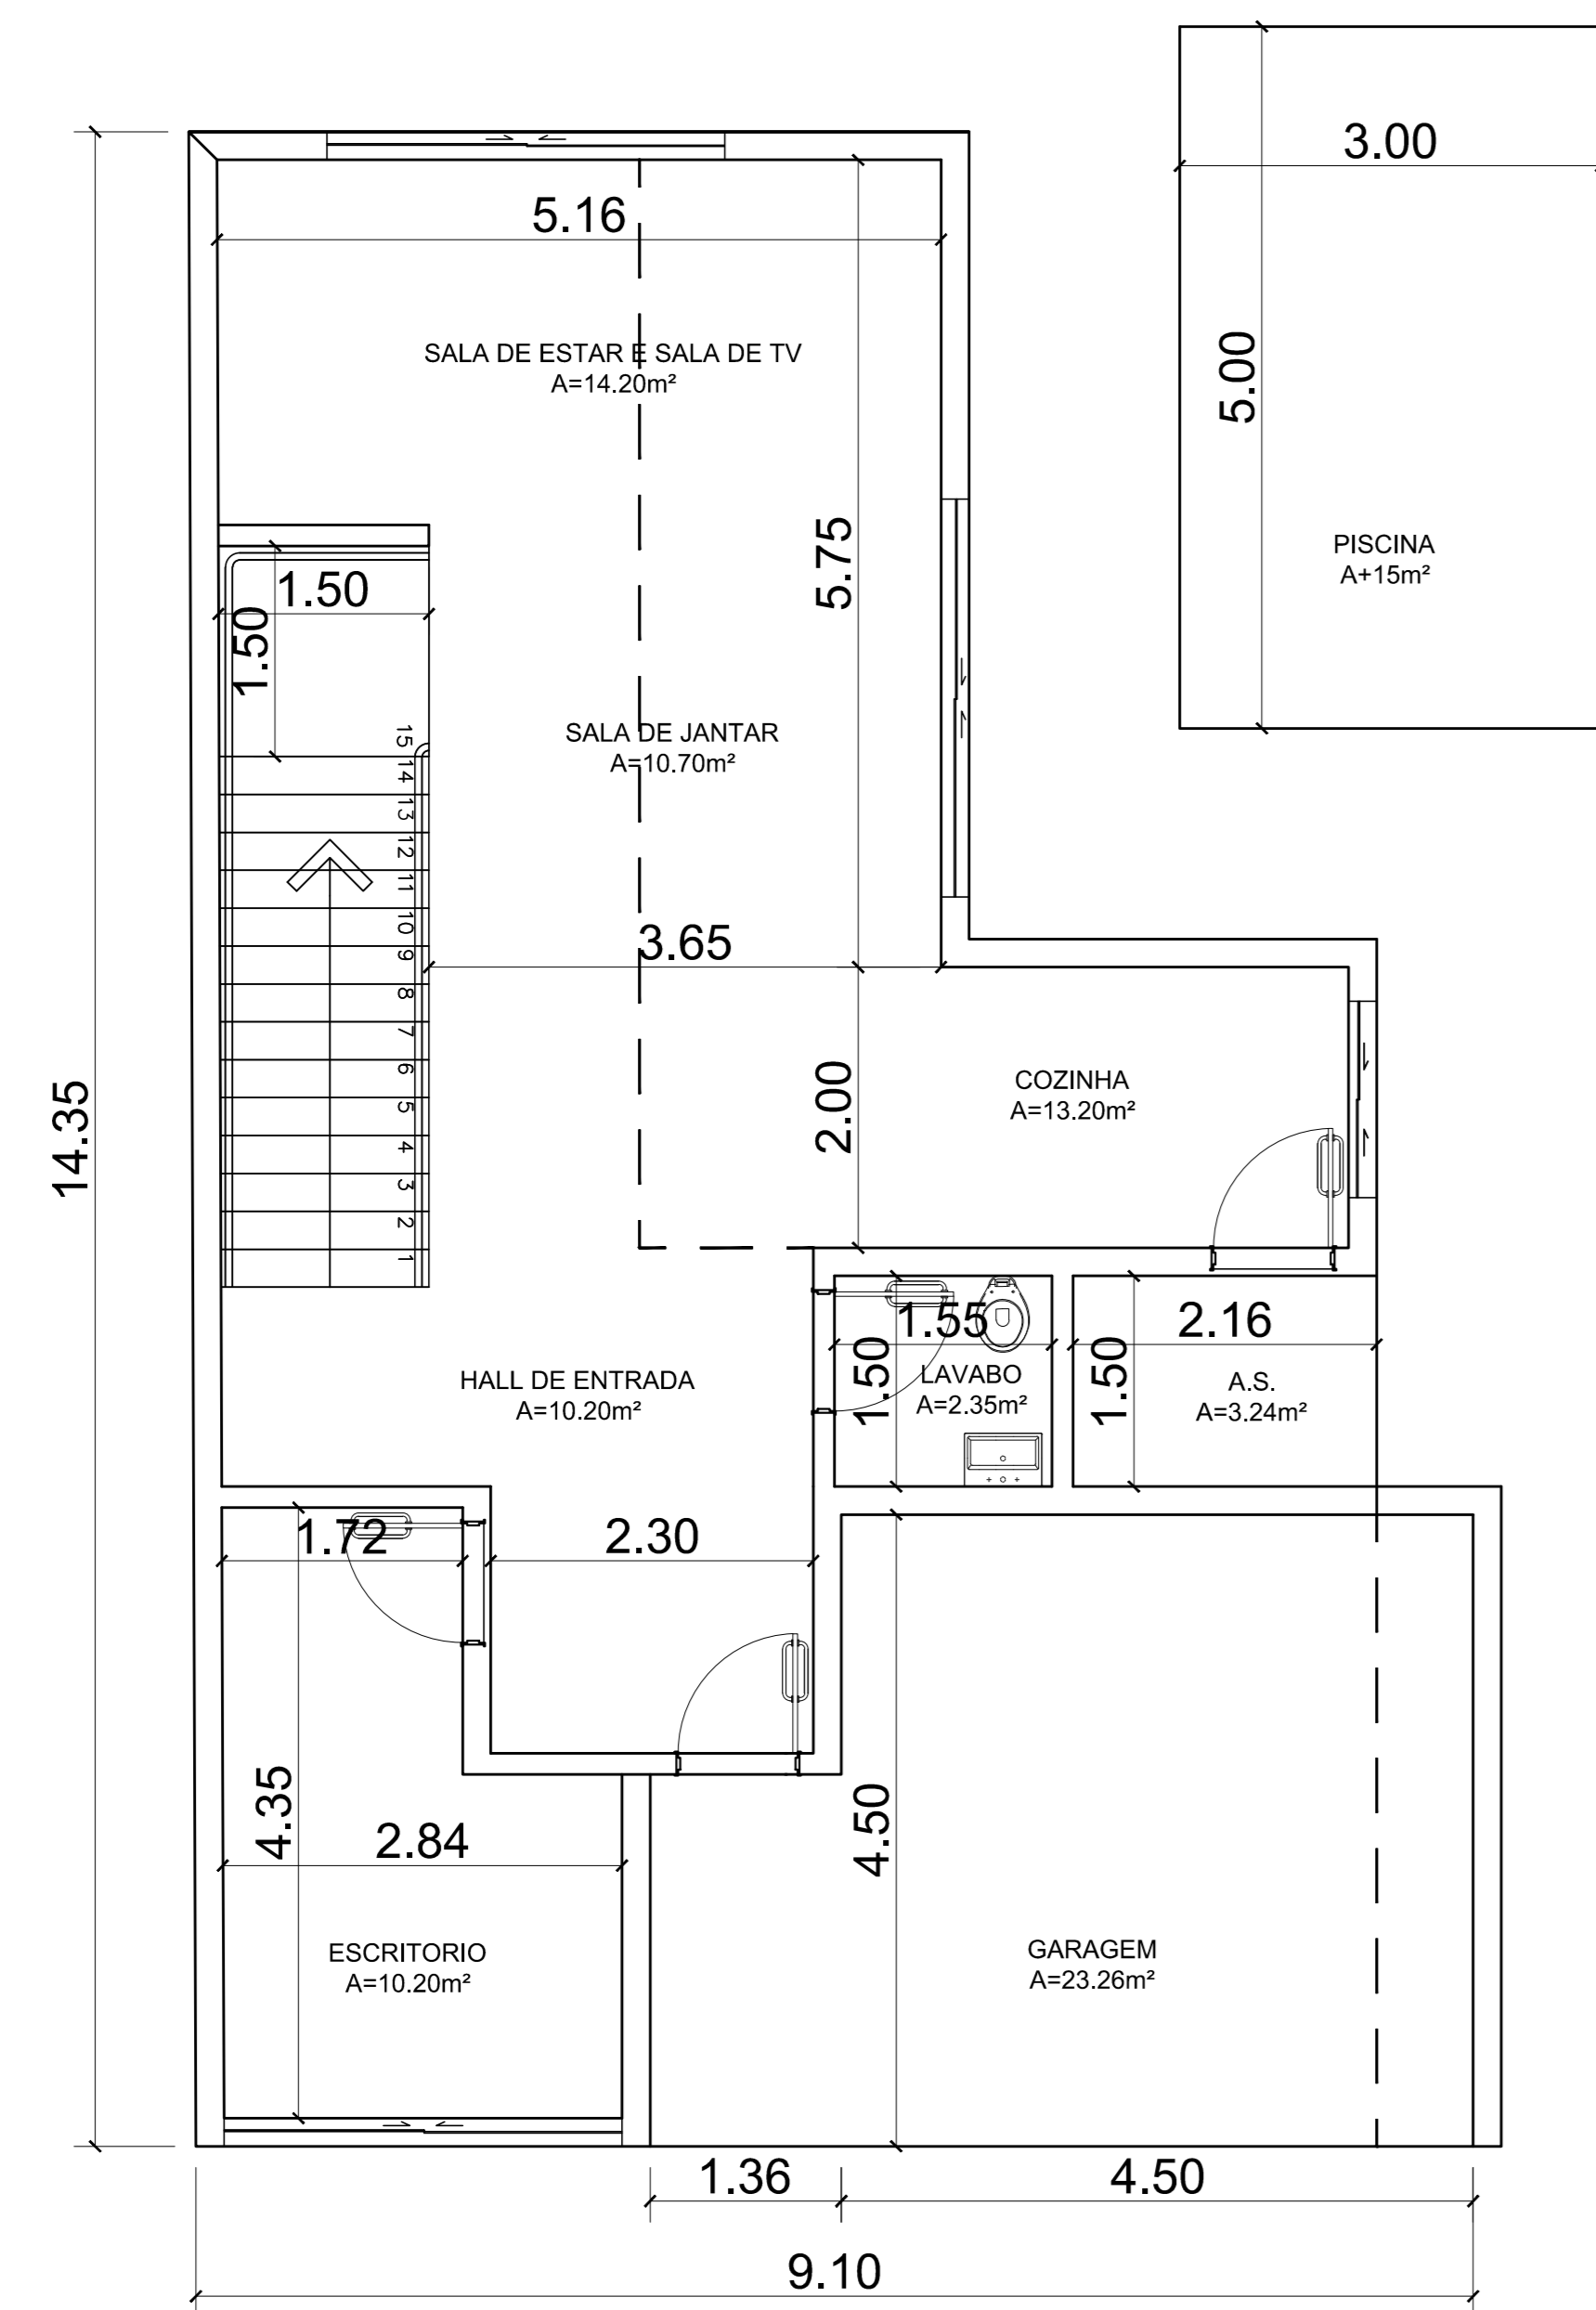 3.00
5.16
SALA DE ESTAR E SALA DE TV
A=14.20m²
5.00
PISCINA
A+15m²
5.75
1.50
1.50
SALA DE JANTAR
A=10.70m²
15
14
13
12
11
10
9
8
7
6
5
4
3
2
1
3.65
2.00
COZINHA
A=13.20m²
14.35
1.55
2.16
1.50
1.50
HALL DE ENTRADA
A=10.20m²
LAVABO
A=2.35m²
A.S.
A=3.24m²
1.72
2.30
4.35
2.84
4.50
ESCRITORIO
A=10.20m²
GARAGEM
A=23.26m²
1.36
4.50
9.10